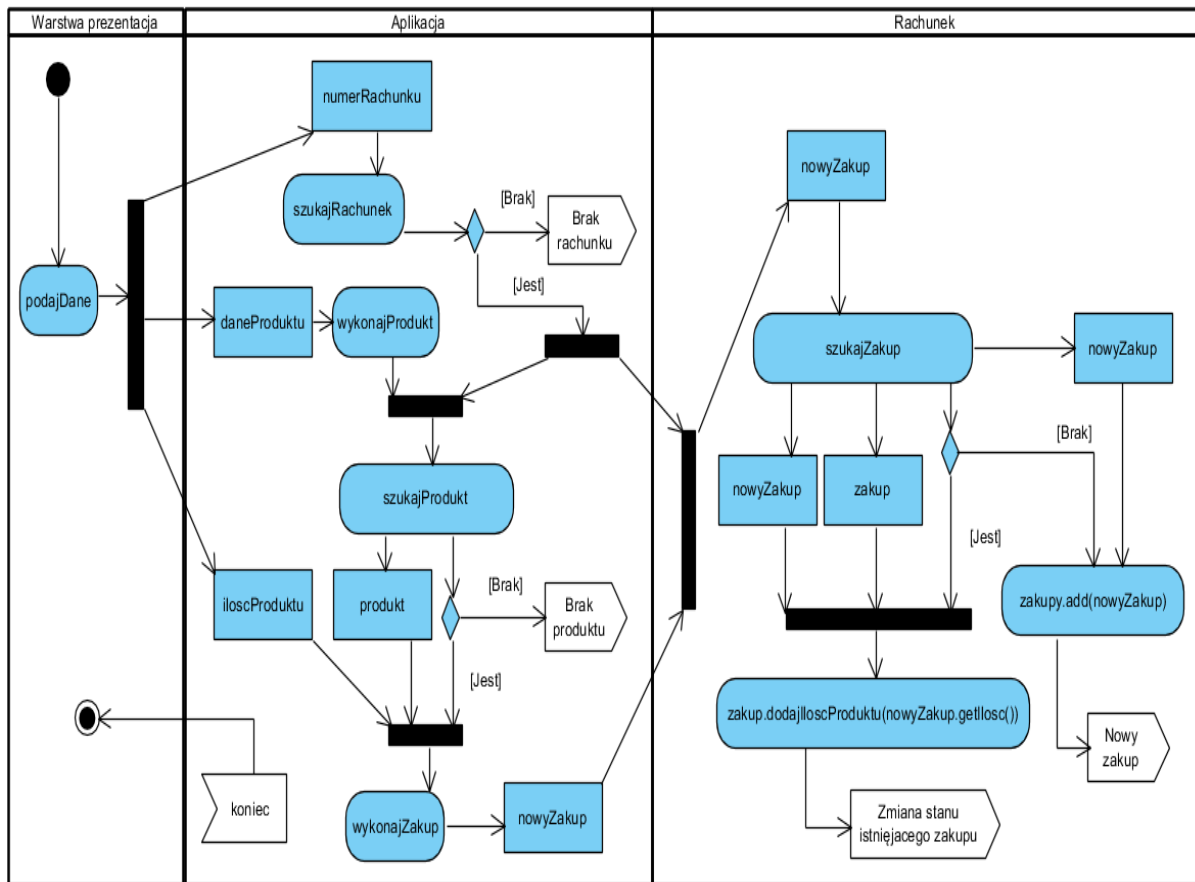 Warstwa prezentacja
Aplikacja
Rachunek
numerRachunku
szukajRachunek
[Brak]
Brak
rachunku
[Jest]
podajDane
daneProduktu
wykonajProdukt
szukajProdukt
iloscProduktu
produkt
[Brak]
Brak
produktu
[Jest]
koniec
wykonajZakup
nowyZakup
nowyZakup
szukajZakup
nowyZakup
nowyZakup
zakup
[Brak]
[Jest]
zakupy.add(nowyZakup)
zakup.dodajIloscProduktu(nowyZakup.getIlosc())
Nowy
zakup
Zmiana stanu
istnięjacego zakupu